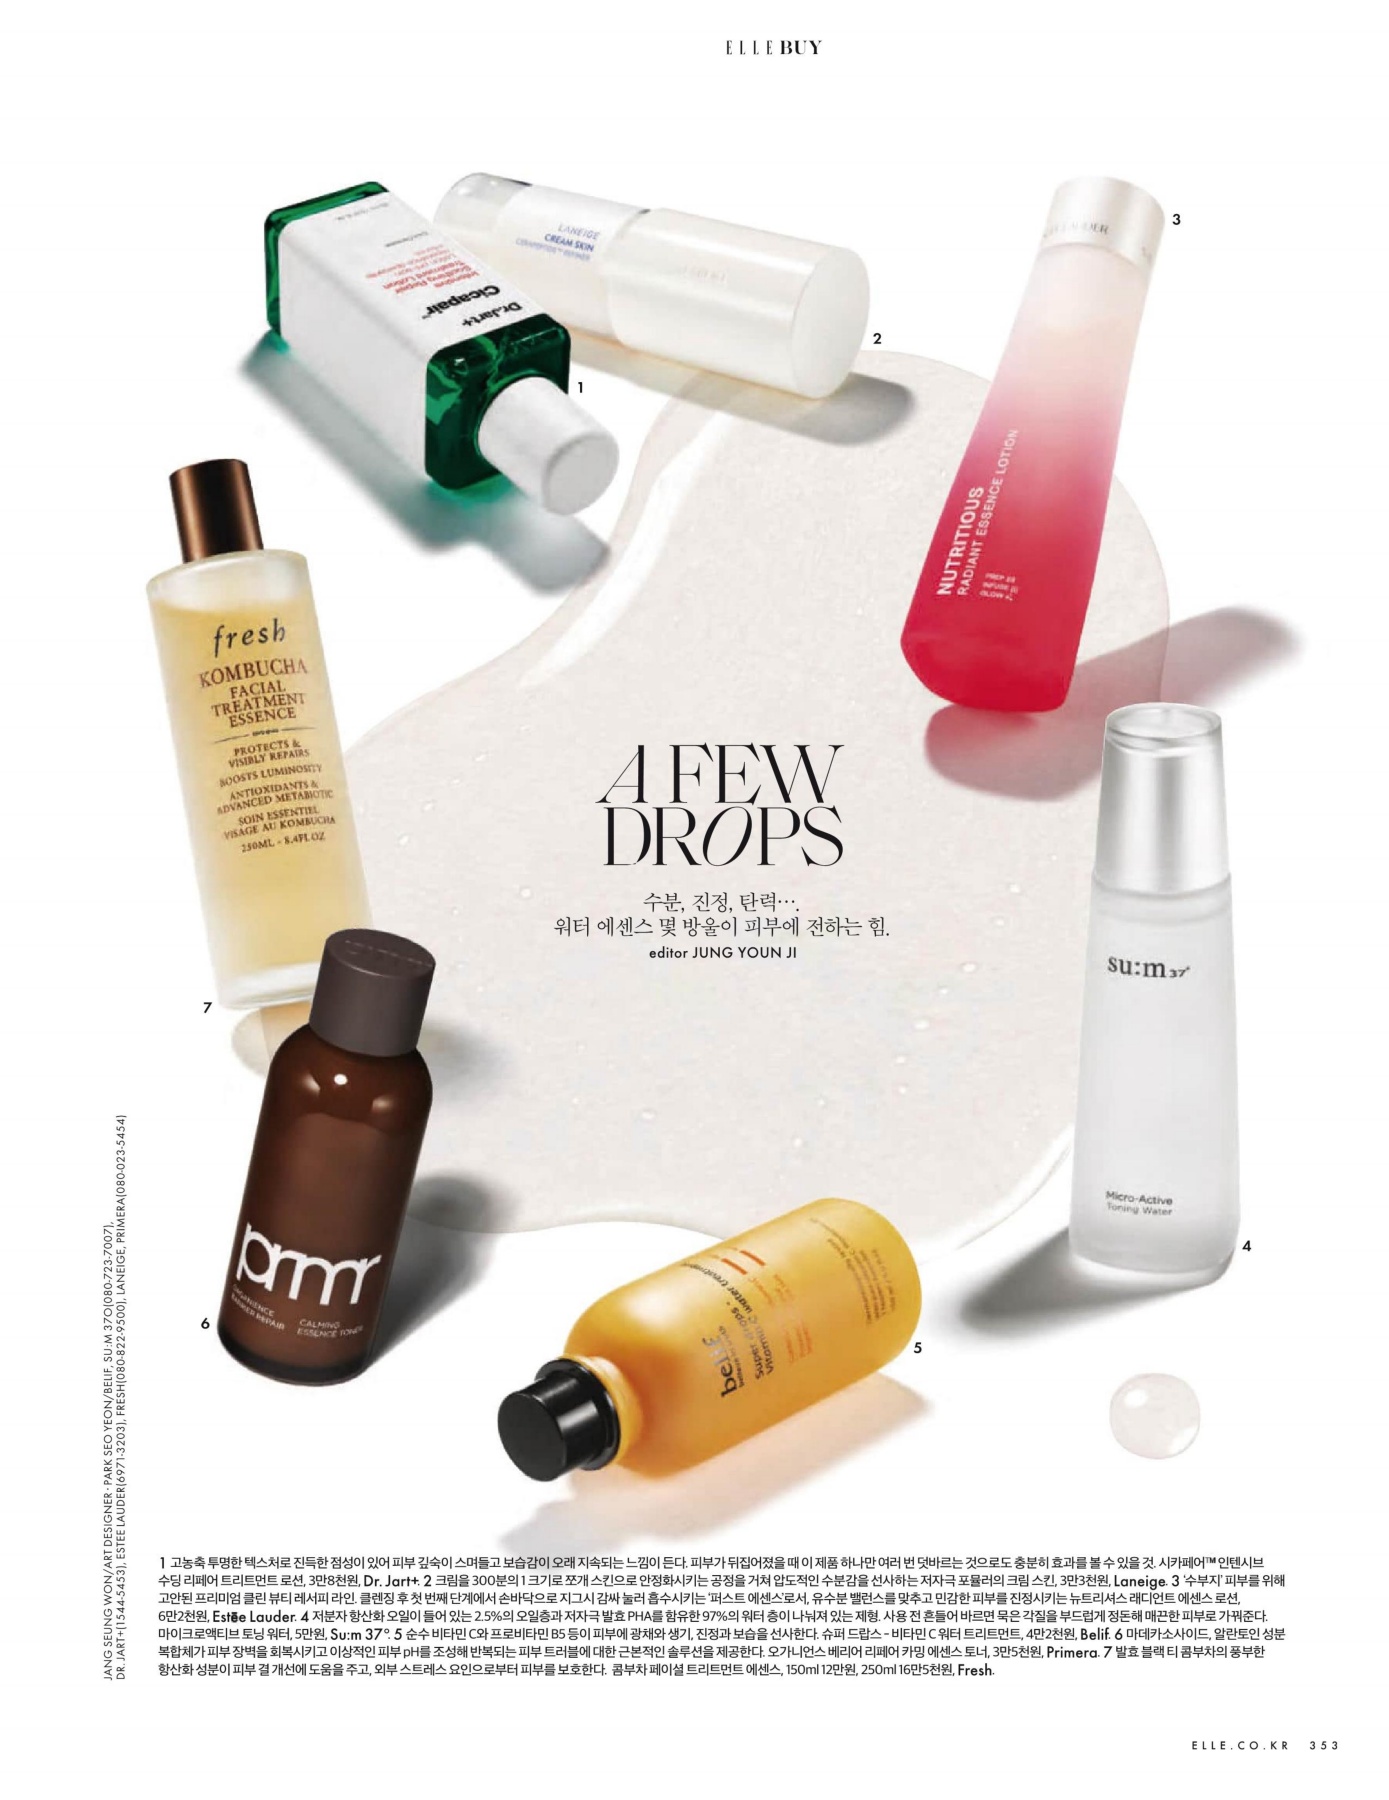 ELLE BUY
LANEIGE
CREAM SKIN
CERAPEPTIDE™ REFINER
Dr.Jart+
Cicapair™
Intensive Repair
Soothing
Treatment Lotion
1
2
3
NUTRITIOUS
RADIANT ESSENCE LOTION
fresh
KOMBUCHA
FACIAL
TREATMENT
ESSENCE
PROTECTS &
VISIBLY REPAIRS
BOOSTS LUMINOSITY
ANTIOXIDANTS &
ADVANCED METABIOTIC
SOIN ESSENTIEL
VISAGE AU KOMBUCHA
250ML - 8.4FL OZ
7
A FEW
DROPS
수분, 진정, 탄력….
워터 에센스 몇 방울이 피부에 전하는 힘.
editor JUNG YOUN JI
su:m37°
Micro-Active
Toning Water
4
prmr
BARRIER REPAIR
CALMING
ESSENCE TONER
6
belif
super drops
vitamin C water treatment
5
JANG SEUNG WON/ART DESIGNER · PARK SEO YEON/BELIF, SU:M 37O(080-723-7007),
DR. JART+(1544-5453), ESTEE LAUDER(6971-3203), FRESH(080-822-9500), LANEIGE, PRIMERA(080-023-5454)
1 고농축 투명한 텍스처로 진득한 점성이 있어 피부 깊숙이 스며들고 보습감이 오래 지속되는 느낌이 든다. 피부가 뒤집어졌을 때 이 제품 하나만 여러 번 덧바르는 것으로도 충분히 효과를 볼 수 있을 것. 시카페어™ 인텐시브
수딩 리페어 트리트먼트 로션, 3만8천원, Dr. Jart+. 2 크림을 300분의 1 크기로 쪼개 스킨으로 안정화시키는 공정을 거쳐 압도적인 수분감을 선사하는 저자극 포뮬러의 크림 스킨, 3만3천원, Laneige. 3 ‘수부지’ 피부를 위해
고안된 프리미엄 클린 뷰티 레서피 라인. 클렌징 후 첫 번째 단계에서 손바닥으로 지그시 감싸 눌러 흡수시키는 ‘퍼스트 에센스’로서, 유수분 밸런스를 맞추고 민감한 피부를 진정시키는 뉴트리셔스 래디언트 에센스 로션,
6만2천원, Estēe Lauder. 4 저분자 항산화 오일이 들어 있는 2.5%의 오일층과 저자극 발효 PHA를 함유한 97%의 워터 층이 나눠져 있는 제형. 사용 전 흔들어 바르면 묵은 각질을 부드럽게 정돈해 매끈한 피부로 가꿔준다.
마이크로액티브 토닝 워터, 5만원, Su:m 37°. 5 순수 비타민 C와 프로비타민 B5 등이 피부에 광채와 생기, 진정과 보습을 선사한다. 슈퍼 드랍스 – 비타민 C 워터 트리트먼트, 4만2천원, Belif. 6 마데카소사이드, 알란토인 성분
복합체가 피부 장벽을 회복시키고 이상적인 피부 pH를 조성해 반복되는 피부 트러블에 대한 근본적인 솔루션을 제공한다. 오가니언스 베리어 리페어 카밍 에센스 토너, 3만5천원, Primera. 7 발효 블랙 티 콤부차의 풍부한
항산화 성분이 피부 결 개선에 도움을 주고, 외부 스트레스 요인으로부터 피부를 보호한다. 콤부차 페이셜 트리트먼트 에센스, 150ml 12만원, 250ml 16만5천원, Fresh.
ELLE.CO.KR 353